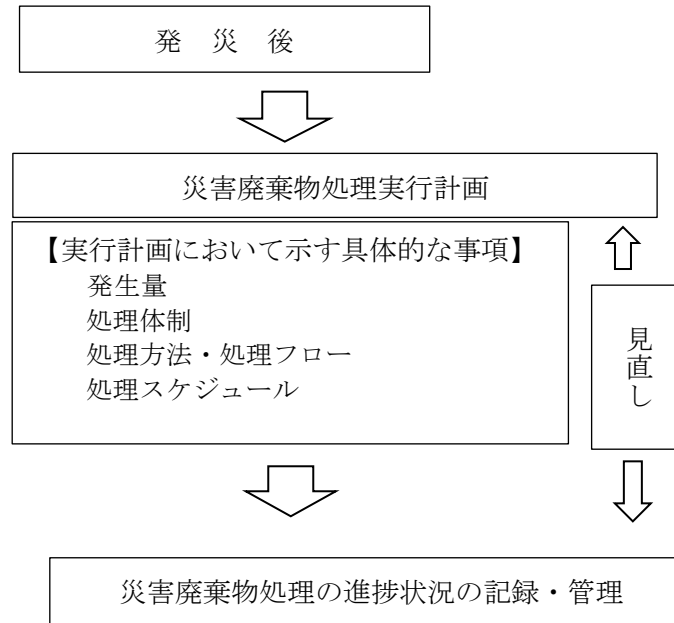 発 災 後
災害廃棄物処理実行計画
【実行計画において示す具体的な事項】
発生量
処理体制
処理方法・処理フロー
処理スケジュール
見直し
災害廃棄物処理の進捗状況の記録・管理